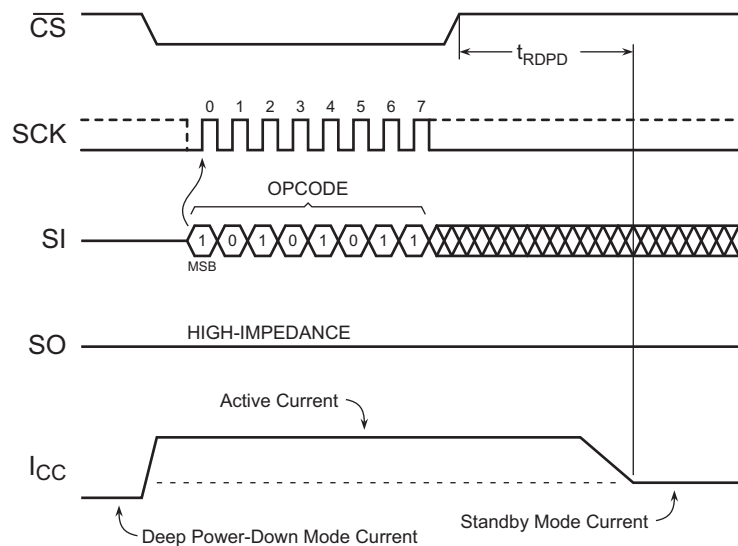 CS
tRDPD
0 1 2 3 4 5 6 7
SCK
OPCODE
SI
1 0 1 0 1 0 1 1
MSB
HIGH-IMPEDANCE
SO
Active Current
ICC
Standby Mode Current
Deep Power-Down Mode Current